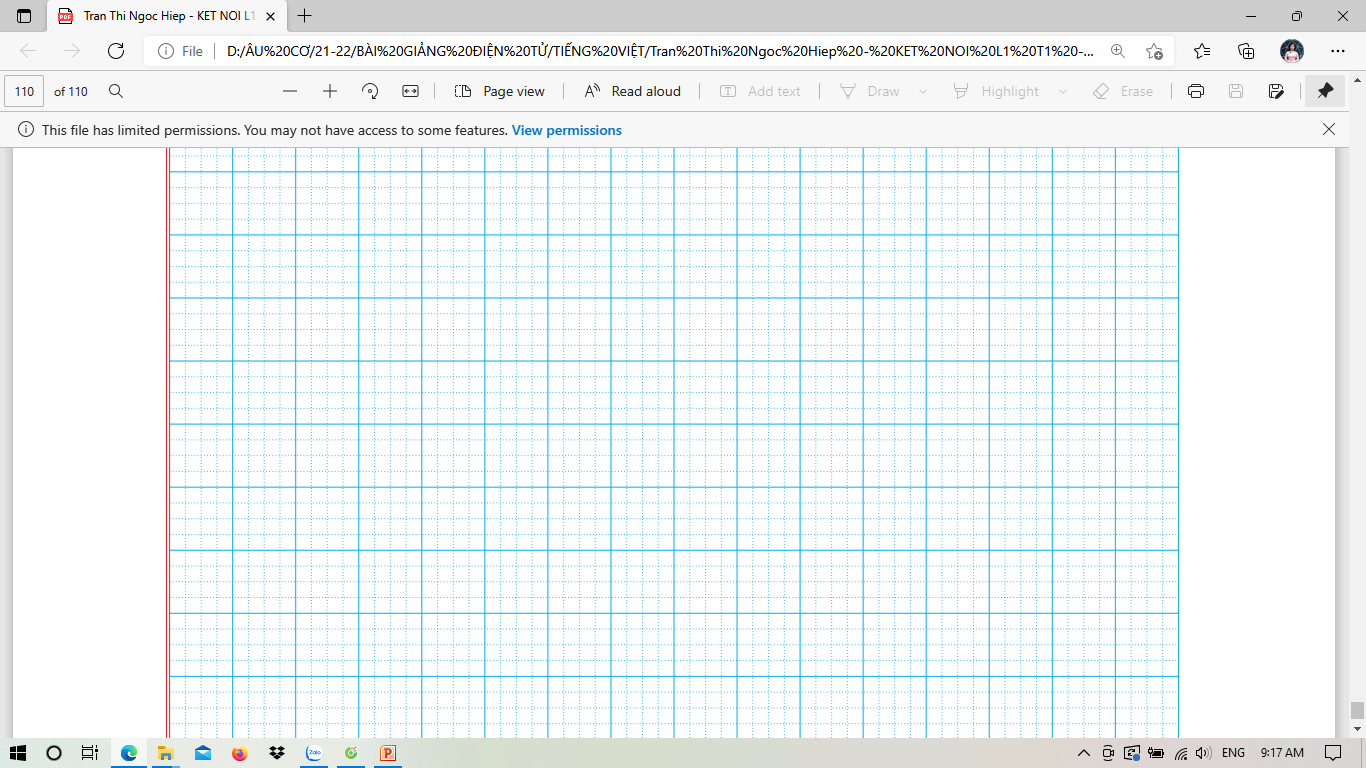 Tran Thi Ngoc Hiep - KET NOI L1
File D:/ÂU%20CƠ/21-22/BÀI%20GIẢNG%20ĐIỆN%20TỬ/TIẾNG%20VIỆT/Tran%20Thi%20Ngoc%20Hiep%20-%20KET%20NOI%20L1%20T1%20-...
110 of 110 Page view Read aloud Add text Draw Highlight Erase
This file has limited permissions. You may not have access to some features. View permissions
Zalo ENG 9:17 AM